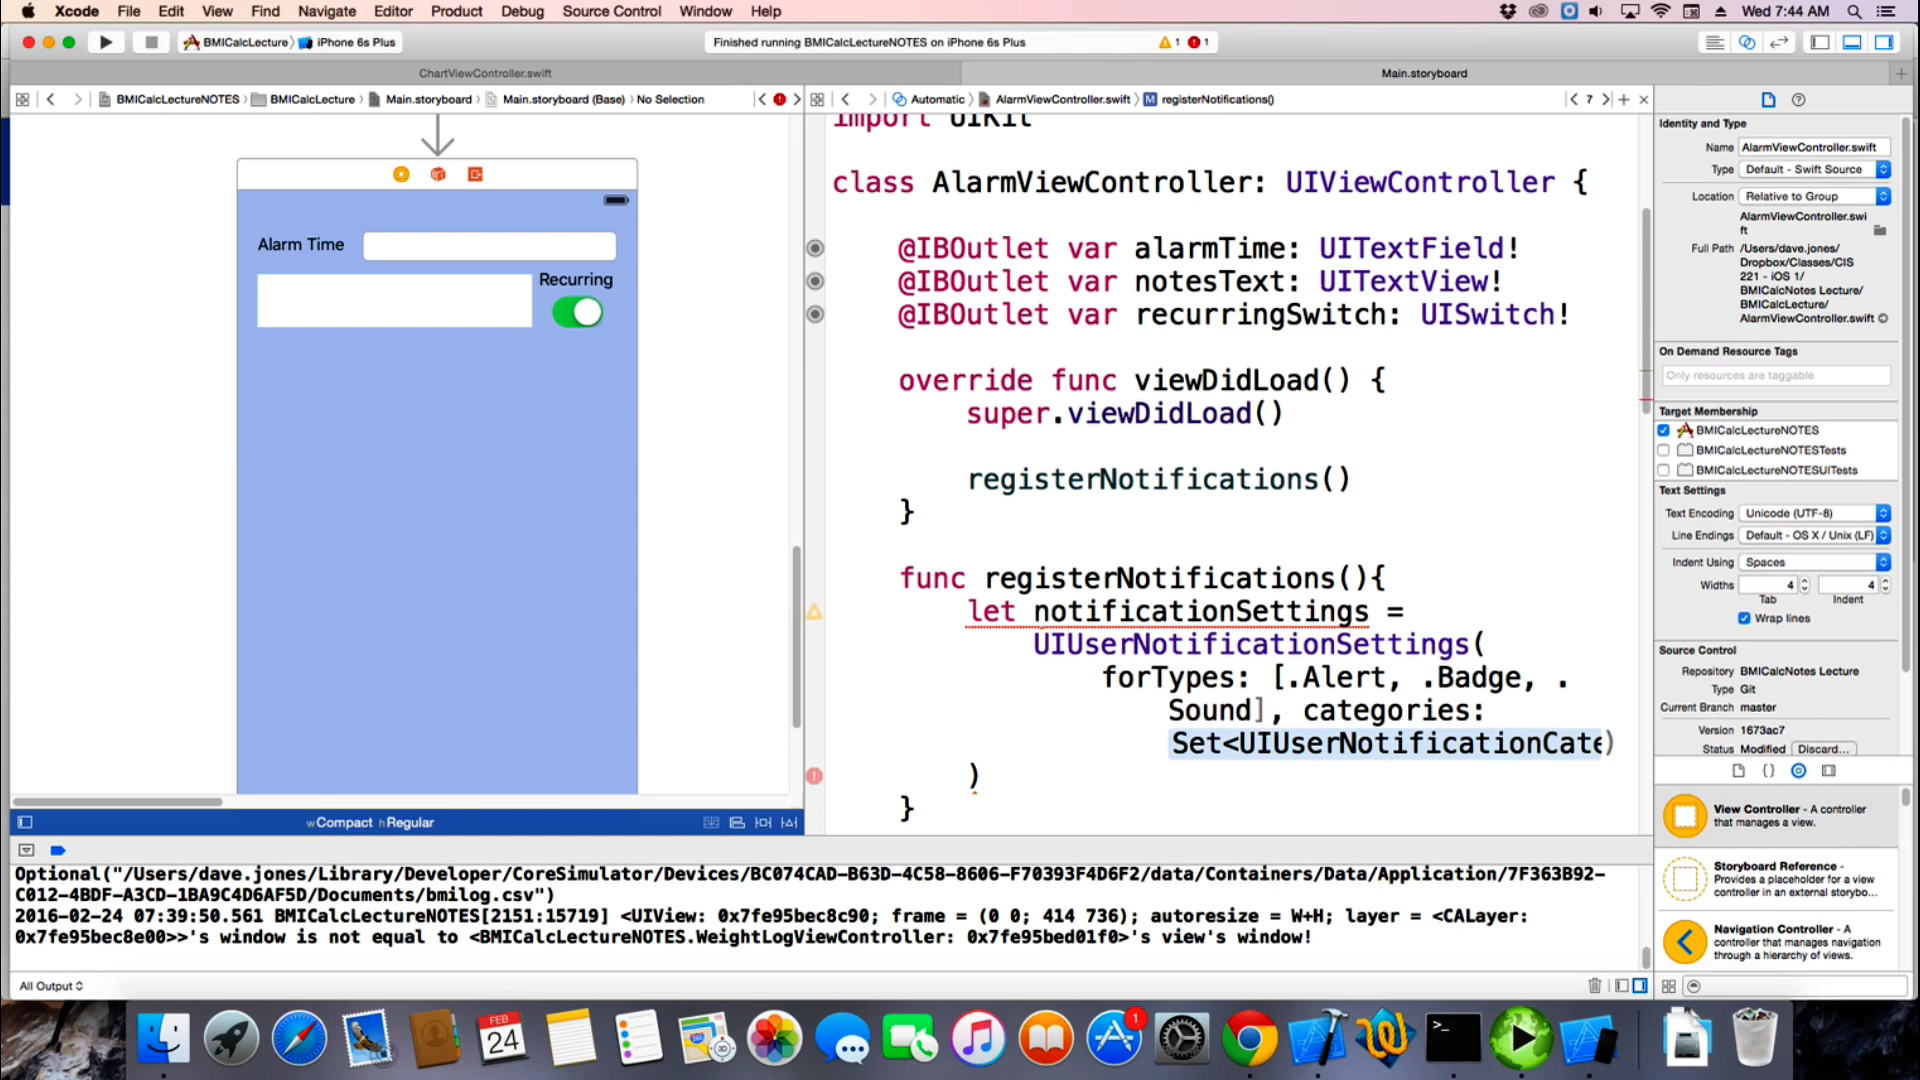 Xcode File Edit View Find Navigate Editor Product Debug Source Control Window Help
Wed 7:44 AM
BMICalcLecture iPhone 6s Plus
Finished running BMICalcLectureNOTES on iPhone 6s Plus
1 1
ChartViewController.swift
Main.storyboard
BMICalcLectureNOTES BMICalcLecture Main.storyboard Main.storyboard (Base) No Selection
Automatic AlarmViewController.swift M registerNotifications()
7
Alarm Time
Recurring
import UIKit
class AlarmViewController: UIViewController {
@IBOutlet var alarmTime: UITextField!
@IBOutlet var notesText: UITextView!
@IBOutlet var recurringSwitch: UISwitch!
override func viewDidLoad() {
super.viewDidLoad()
registerNotifications()
}
func registerNotifications(){
let notificationSettings =
UIUserNotificationSettings(
forTypes: [.Alert, .Badge, .
Sound], categories:
Set<UIUserNotificationCate)
)
}
wCompact hRegular
Identity and Type
Name AlarmViewController.swift
Type Default - Swift Source
Location Relative to Group
AlarmViewController.swi
ft
Full Path /Users/dave.jones/
Dropbox/Classes/CIS
221 - iOS 1/
BMICalcNotes Lecture/
BMICalcLecture/
AlarmViewController.swift
On Demand Resource Tags
Only resources are taggable
Target Membership
BMICalcLectureNOTES
BMICalcLectureNOTESTests
BMICalcLectureNOTESUITests
Text Settings
Text Encoding Unicode (UTF-8)
Line Endings Default - OS X / Unix (LF)
Indent Using Spaces
Widths 4 4
Tab Indent
Wrap lines
Source Control
Repository BMICalcNotes Lecture
Type Git
Current Branch master
Version 1673ac7
Status Modified Discard...
View Controller - A controller
that manages a view.
Storyboard Reference -
Provides a placeholder for a view
controller in an external storybo...
Navigation Controller - A
controller that manages navigation
through a hierarchy of views.
Optional("/Users/dave.jones/Library/Developer/CoreSimulator/Devices/BC074CAD-B63D-4C58-8606-F70393F4D6F2/data/Containers/Data/Application/7F363B92-
C012-4BDF-A3CD-1BA9C4D6AF5D/Documents/bmilog.csv")
2016-02-24 07:39:50.561 BMICalcLectureNOTES[2151:15719] <UIView: 0x7fe95bec8c90; frame = (0 0; 414 736); autoresize = W+H; layer = <CALayer:
0x7fe95bec8e00>>'s window is not equal to <BMICalcLectureNOTES.WeightLogViewController: 0x7fe95bed01f0>'s view's window!
All Output
FEB
24
1